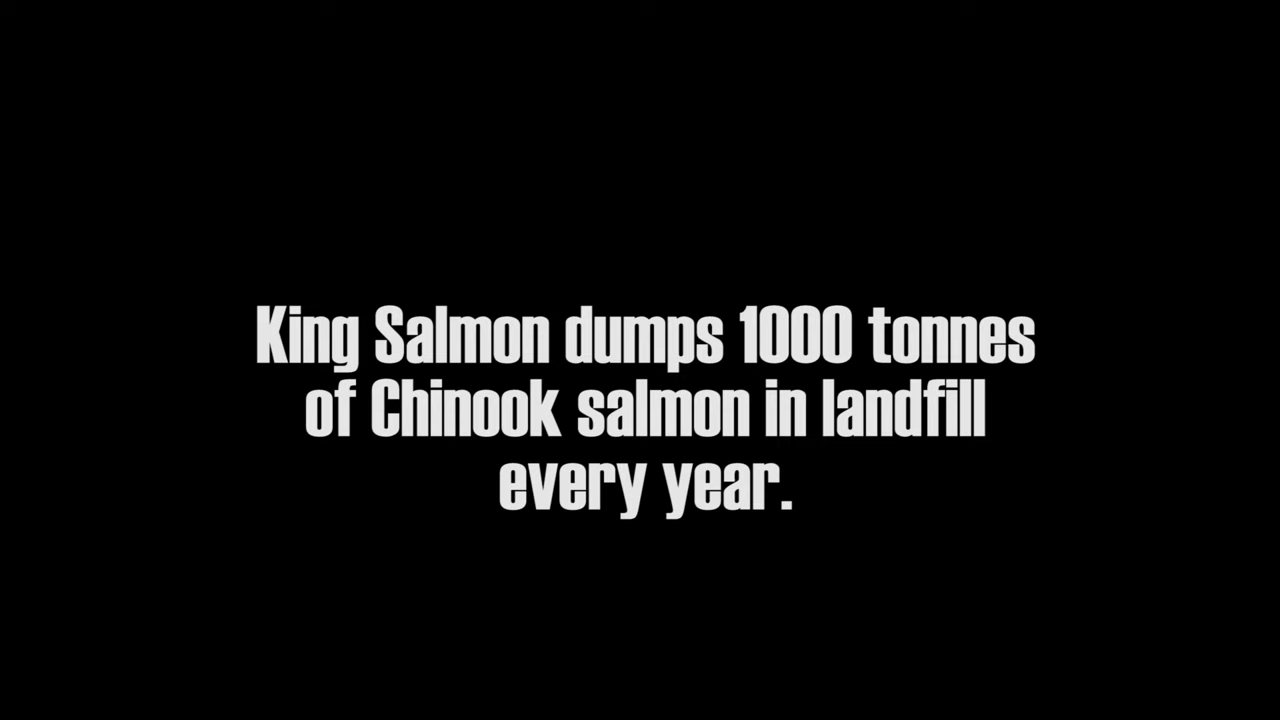 King Salmon dumps 1000 tonnes
of Chinook salmon in landfill
every year.